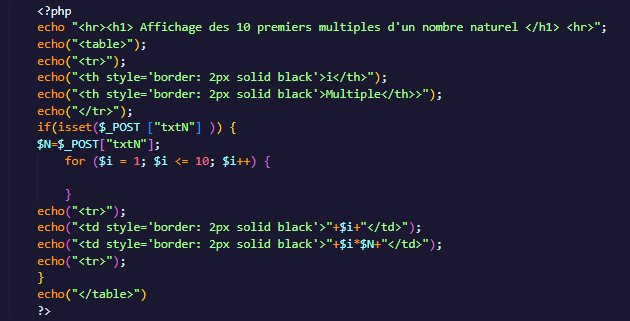 <?php
echo "<hr><h1> Affichage des 10 premiers multiples d'un nombre naturel </h1> <hr>";
echo("<table>");
echo("<tr>");
echo("<th style='border: 2px solid black'>i</th>");
echo("<th style='border: 2px solid black'>Multiple</th>>");
echo("</tr>");
if(isset($_POST ["txtN"] )) {
$N=$_POST["txtN"];
for ($i = 1; $i <= 10; $i++) {
}
echo("<tr>");
echo("<td style='border: 2px solid black'>"+$i+"</td>");
echo("<td style='border: 2px solid black'>"+$i*$N+"</td>");
echo("<tr>");
}
echo("</table>")
?>